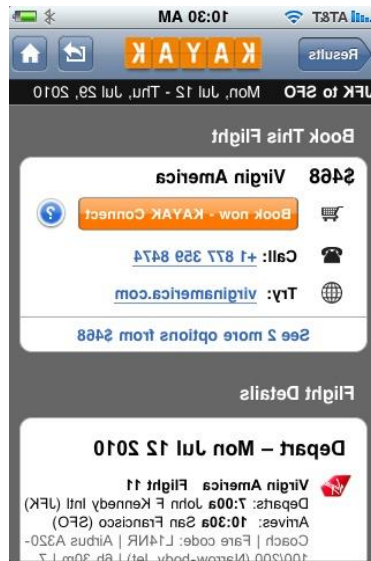 AT&T 10:30 AM
Results KAYAK
JFK to SFO Mon, Jul 12 - Thu, Jul 29, 2010
Book This Flight
$468 Virgin America
Book now - KAYAK Connect ?
Call: +1 877 359 8474
Try: virginamerica.com
See 2 more options from $468
Flight Details
Depart – Mon Jul 12 2010
Virgin America Flight 11
Departs: 7:00a John F Kennedy Intl (JFK)
Arrives: 10:30a San Francisco (SFO)
Coach | Fare code: L14NR | Airbus A320-
100/200 (Narrow-body Jet) | 6h 30m | 7